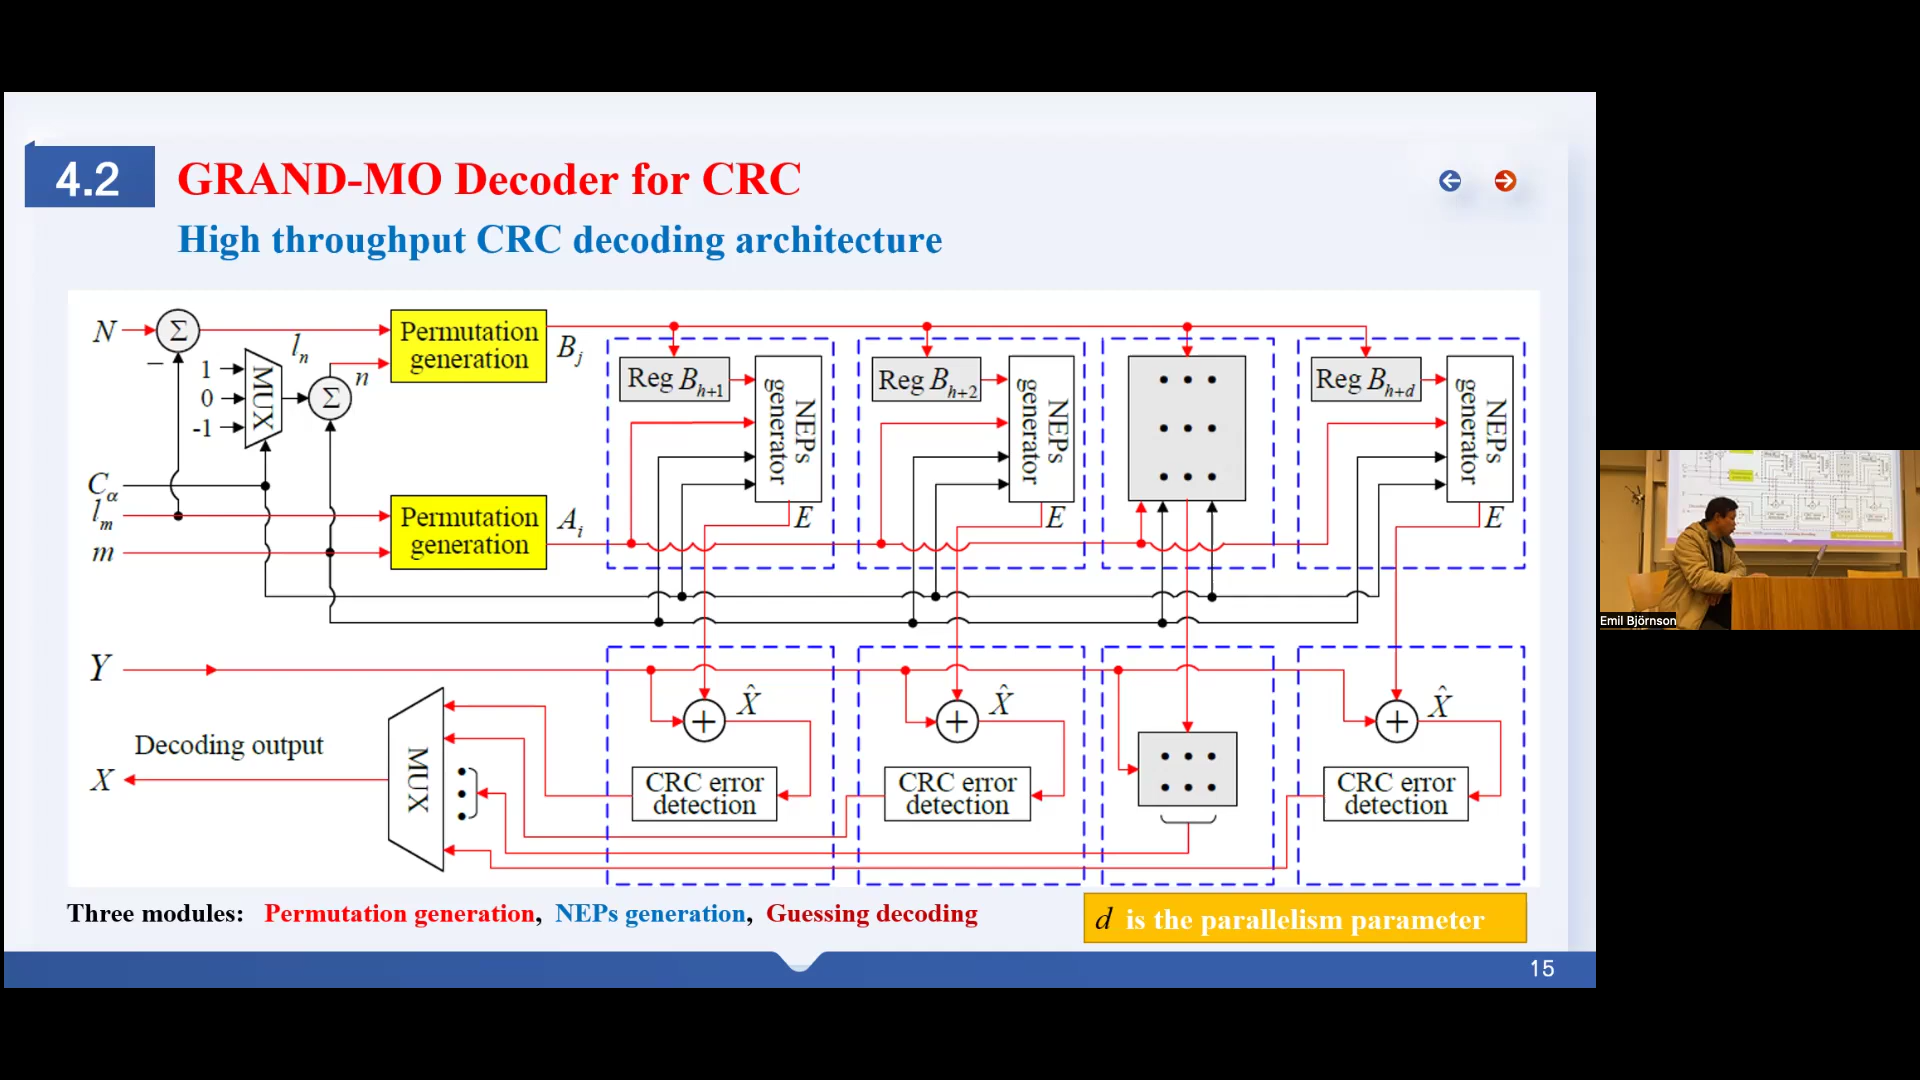 4.2
GRAND-MO Decoder for CRC
High throughput CRC decoding architecture
N
Σ
−
1
0
-1
MUX
l_n
Σ
n
Permutation
generation
B_j
C_α
l_m
m
Permutation
generation
A_i
Reg B_{h+1}
NEPs
generator
E
Reg B_{h+2}
NEPs
generator
E
Reg B_{h+d}
NEPs
generator
E
Y
+
X̂
+
X̂
+
X̂
Decoding output
X
MUX
CRC error
detection
CRC error
detection
CRC error
detection
Three modules: Permutation generation, NEPs generation, Guessing decoding
d is the parallelism parameter
15
Emil Björnson